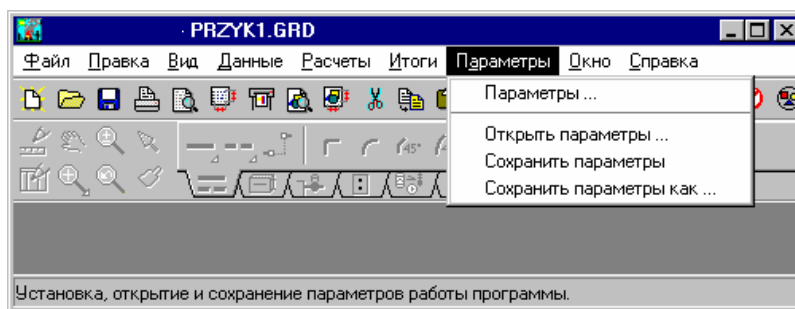 · PRZYK1.GRD
Файл Правка Вид Данные Расчеты Итоги Параметры Окно Справка
Параметры ...
Открыть параметры ...
Сохранить параметры
Сохранить параметры как ...
45°
Установка, открытие и сохранение параметров работы программы.